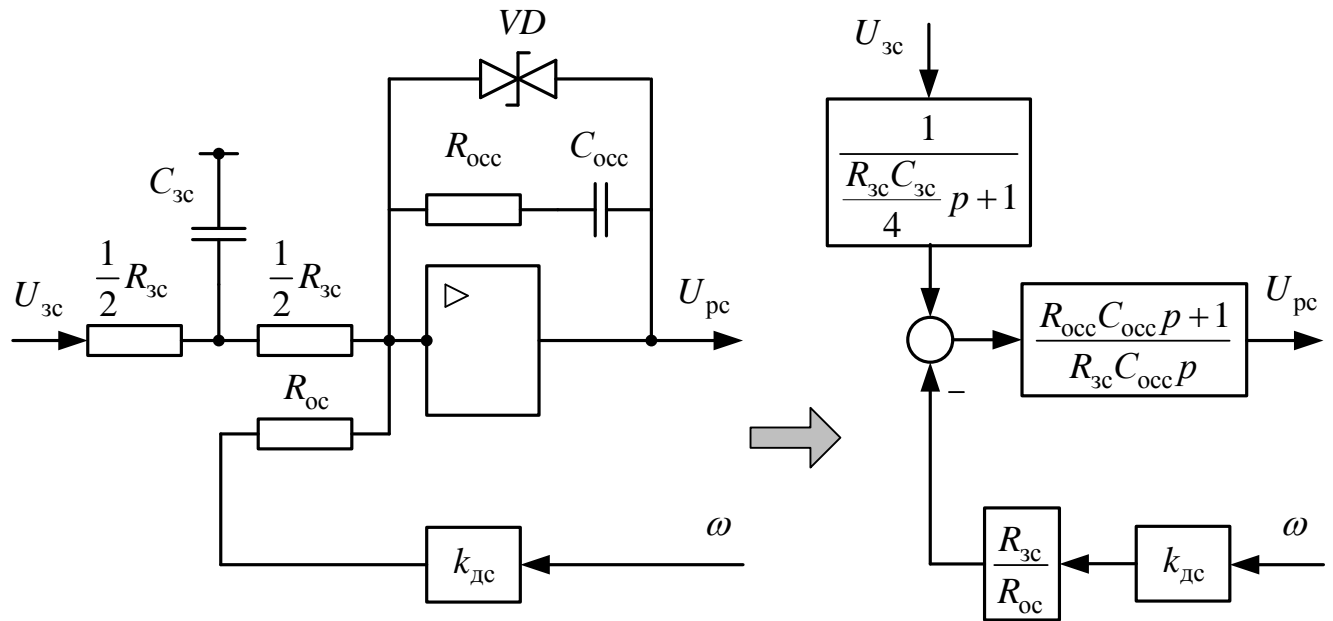 VD
R_осс
C_осс
C_зс
1/2 R_зс
1/2 R_зс
U_зс
▷
U_рс
R_ос
k_дс
ω
U_зс
1
R_зс C_зс / 4 p + 1
R_осс C_осс p + 1
R_зс C_осс p
U_рс
–
R_зс
R_ос
k_дс
ω